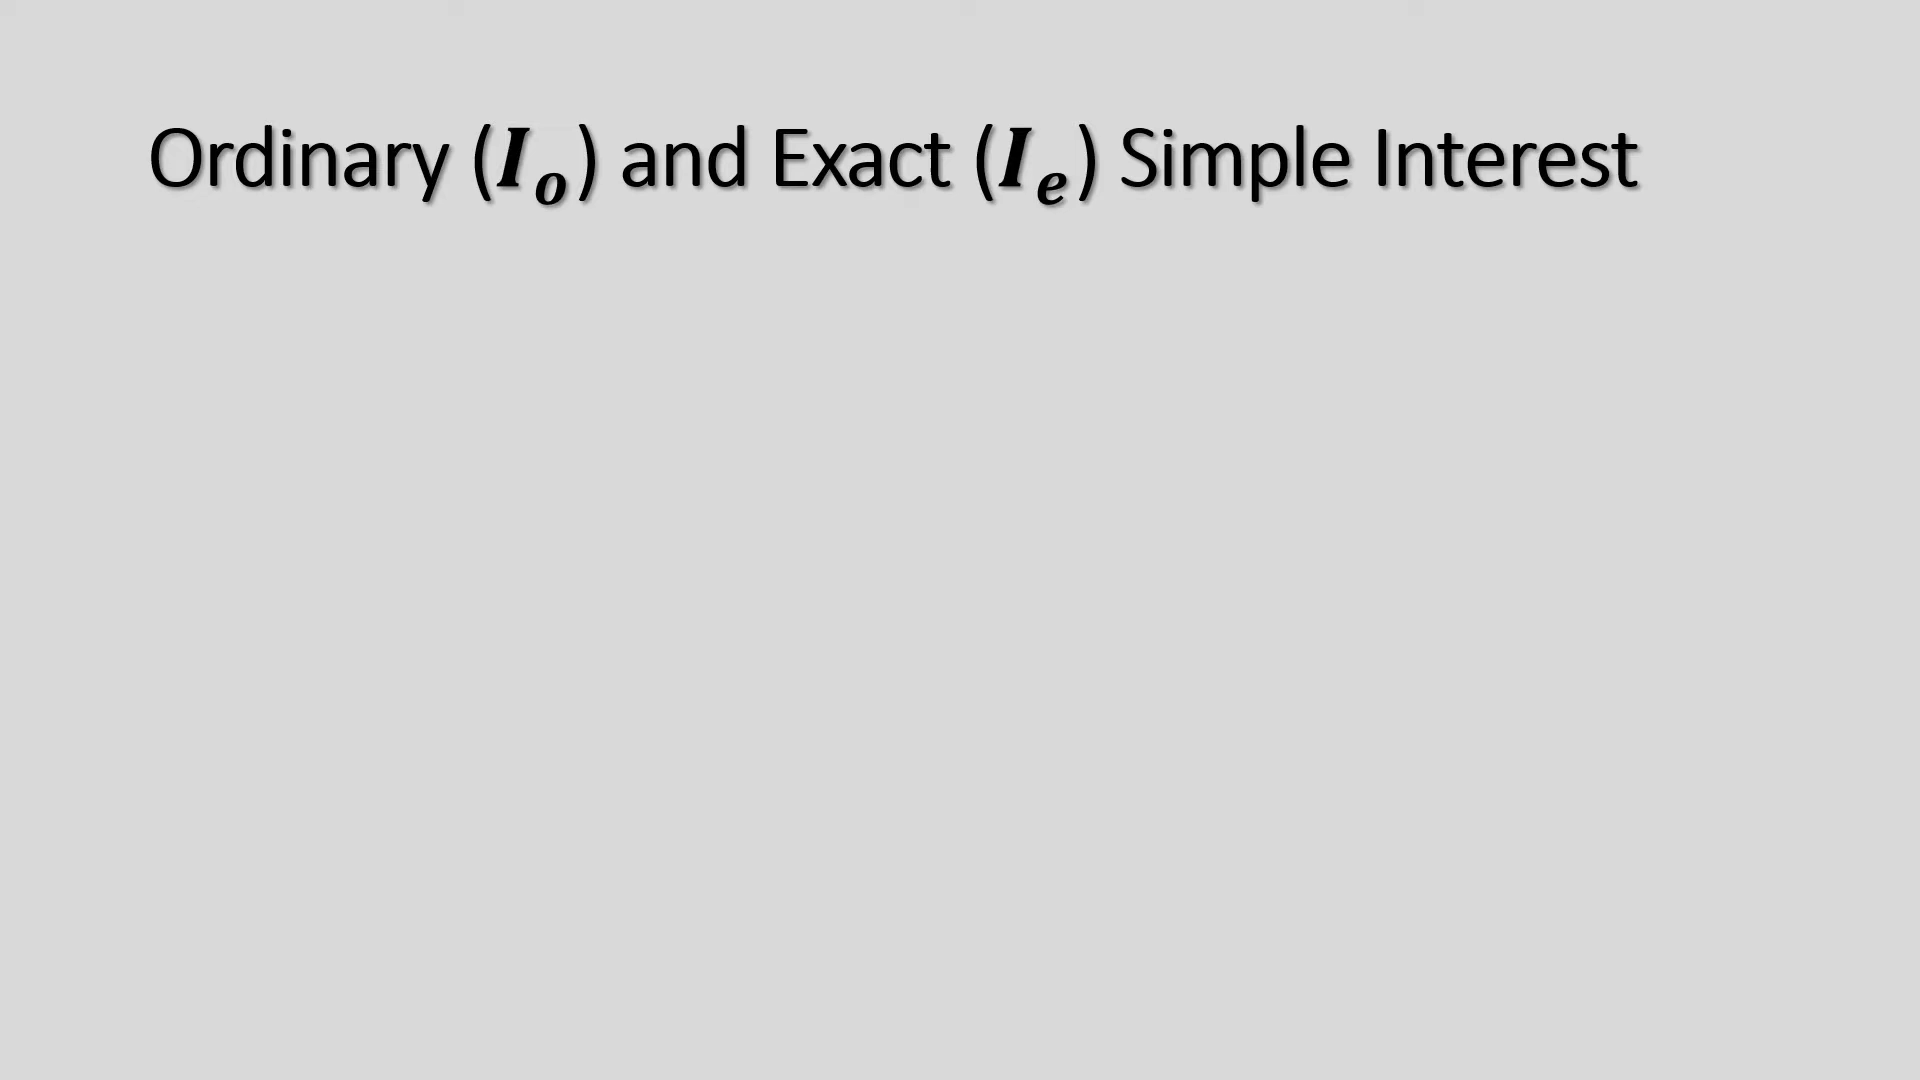 Ordinary (𝑰ₒ) and Exact (𝑰ₑ) Simple Interest